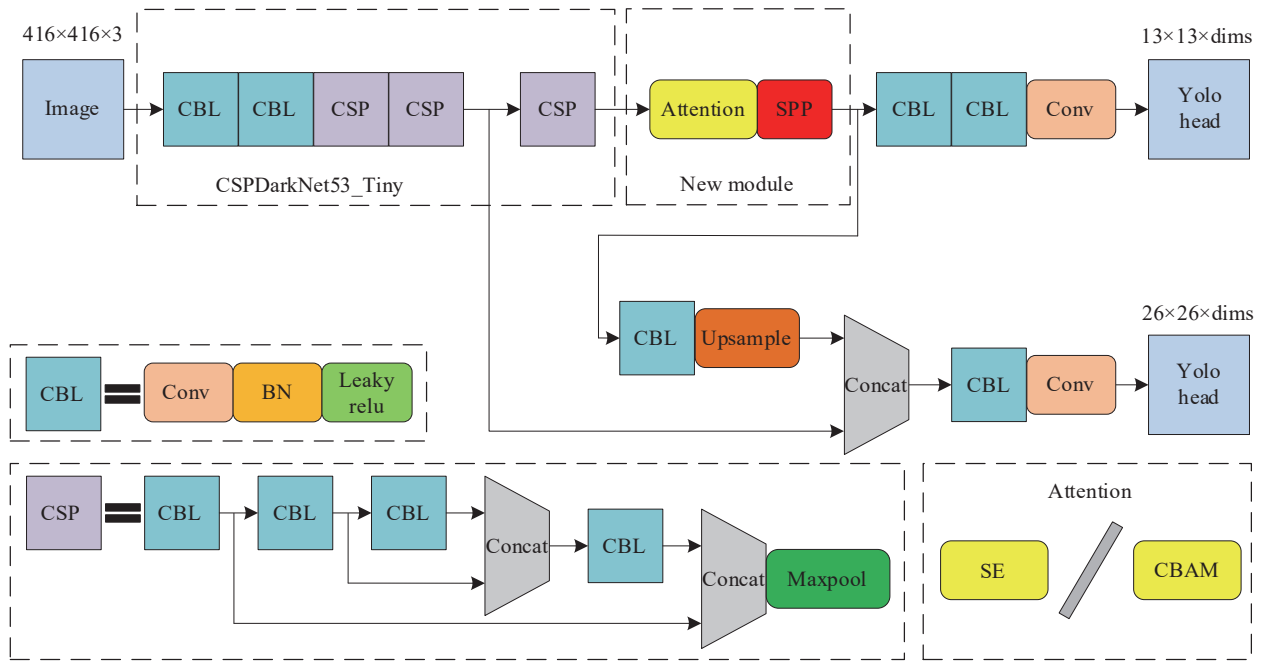 416×416×3
13×13×dims
Image
CBL
CBL
CSP
CSP
CSP
Attention
SPP
CBL
CBL
Conv
Yolo
head
CSPDarkNet53_Tiny
New module
26×26×dims
CBL
Upsample
Concat
CBL
Conv
Yolo
head
CBL
Conv
BN
Leaky
relu
CSP
CBL
CBL
CBL
Concat
CBL
Concat
Maxpool
Attention
SE
CBAM